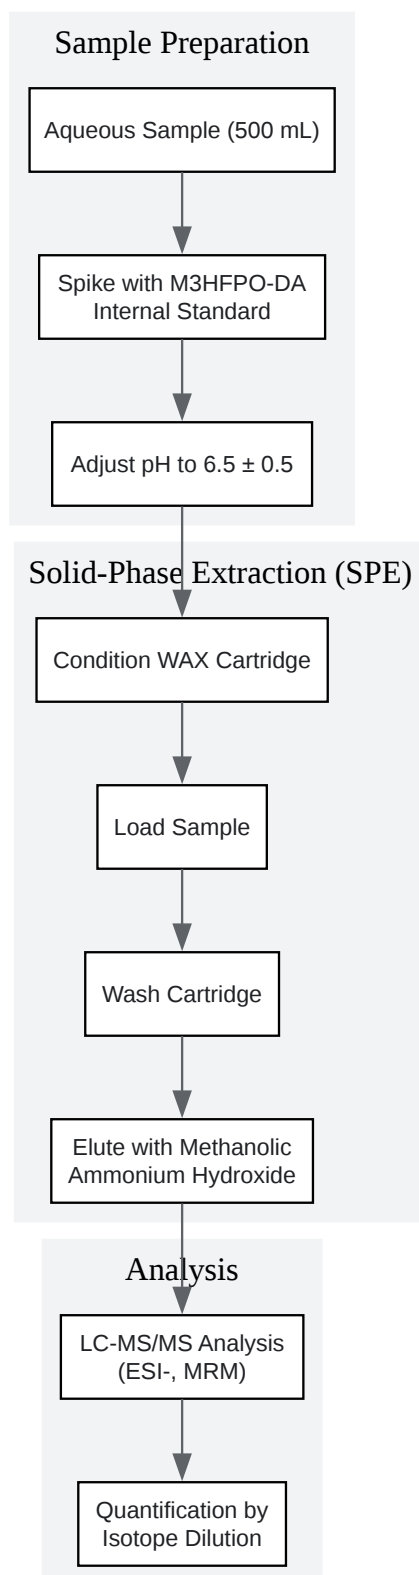 Sample Preparation
Aqueous Sample (500 mL)
Spike with M3HFPO-DA
Internal Standard
Adjust pH to 6.5 ± 0.5
Solid-Phase Extraction (SPE)
Condition WAX Cartridge
Load Sample
Wash Cartridge
Elute with Methanolic
Ammonium Hydroxide
Analysis
LC-MS/MS Analysis
(ESI-, MRM)
Quantification by
Isotope Dilution